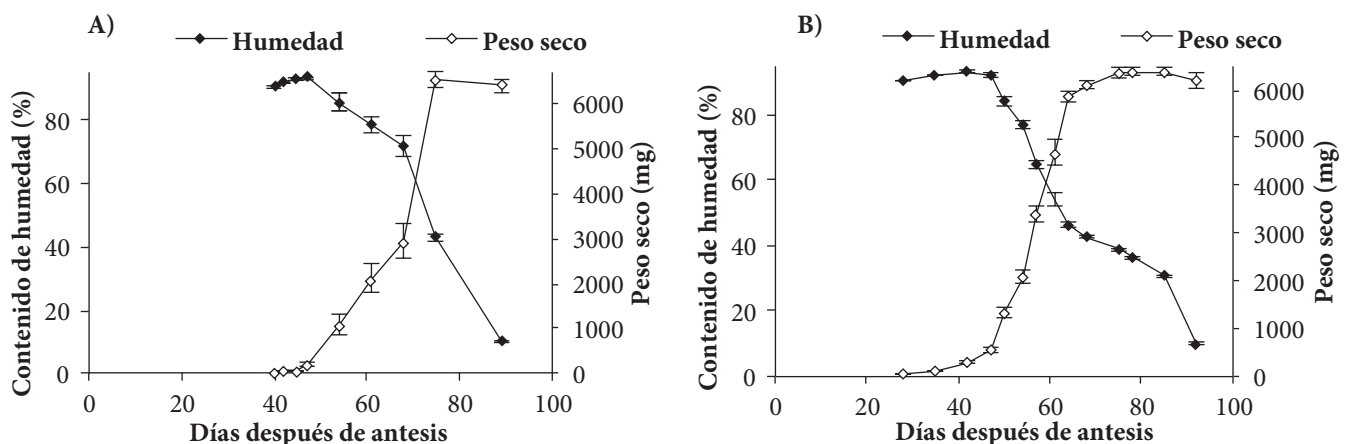 A)
Humedad
Peso seco
Contenido de humedad (%)
80
60
40
20
0
6000
5000
4000
3000
2000
1000
0
Peso seco (mg)
0 20 40 60 80 100
Días después de antesis
B)
Humedad
Peso seco
Contenido de humedad (%)
80
60
40
20
0
6000
5000
4000
3000
2000
1000
0
Peso seco (mg)
0 20 40 60 80 100
Días después de antesis